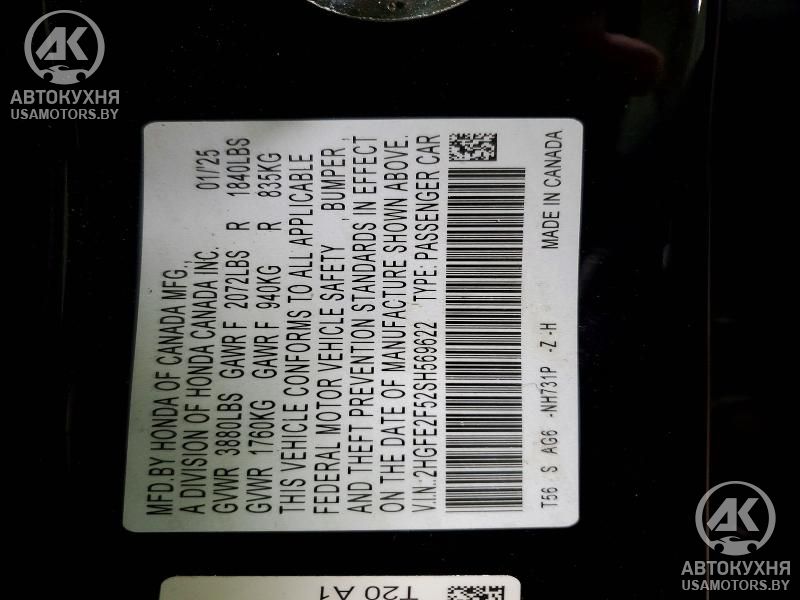 АК
АВТОКУХНЯ
USAMOTORS.BY
MFD.BY HONDA OF CANADA MFG.,
A DIVISION OF HONDA CANADA INC. 01/'25
GVWR 3880LBS GAWR F 2072LBS R 1840LBS
GVWR 1760KG GAWR F 940KG R 835KG
THIS VEHICLE CONFORMS TO ALL APPLICABLE
FEDERAL MOTOR VEHICLE SAFETY , BUMPER ,
AND THEFT PREVENTION STANDARDS IN EFFECT
ON THE DATE OF MANUFACTURE SHOWN ABOVE.
V.I.N.:2HGFE2F52SH569622 TYPE: PASSENGER CAR
T56 S AG6 -NH731P -Z -H MADE IN CANADA
T20 A1
АК
АВТОКУХНЯ
USAMOTORS.BY